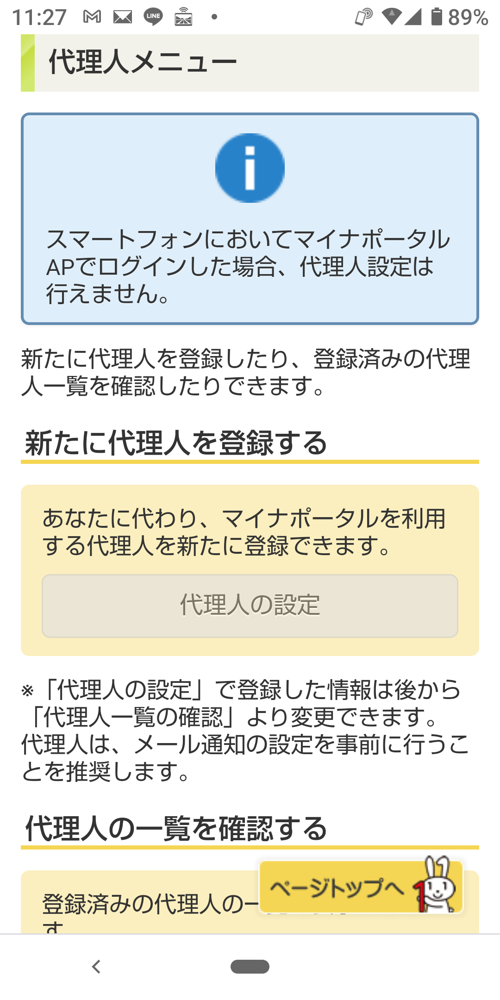 11:27
LINE
89%
代理人メニュー
i
スマートフォンにおいてマイナポータル
APでログインした場合、代理人設定は
行えません。
新たに代理人を登録したり、登録済みの代理
人一覧を確認したりできます。
新たに代理人を登録する
あなたに代わり、マイナポータルを利用
する代理人を新たに登録できます。
代理人の設定
※「代理人の設定」で登録した情報は後から
「代理人一覧の確認」より変更できます。
代理人は、メール通知の設定を事前に行うこ
とを推奨します。
代理人の一覧を確認する
ページトップへ
登録済みの代理人の一
す